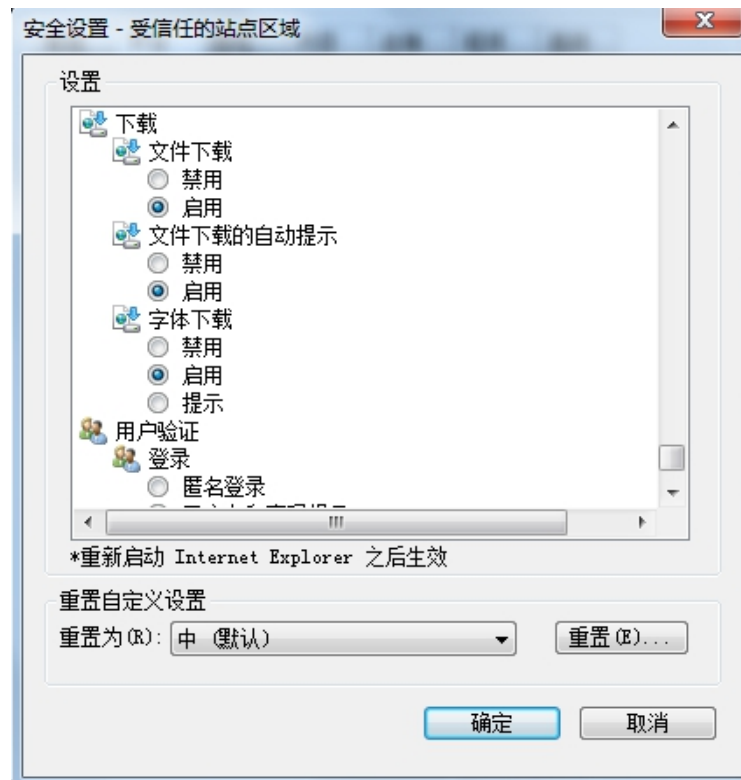 安全设置 - 受信任的站点区域
设置
下载
文件下载
禁用
启用
文件下载的自动提示
禁用
启用
字体下载
禁用
启用
提示
用户验证
登录
匿名登录
*重新启动 Internet Explorer 之后生效
重置自定义设置
重置为(R): 中 (默认) 重置(E)...
确定 取消